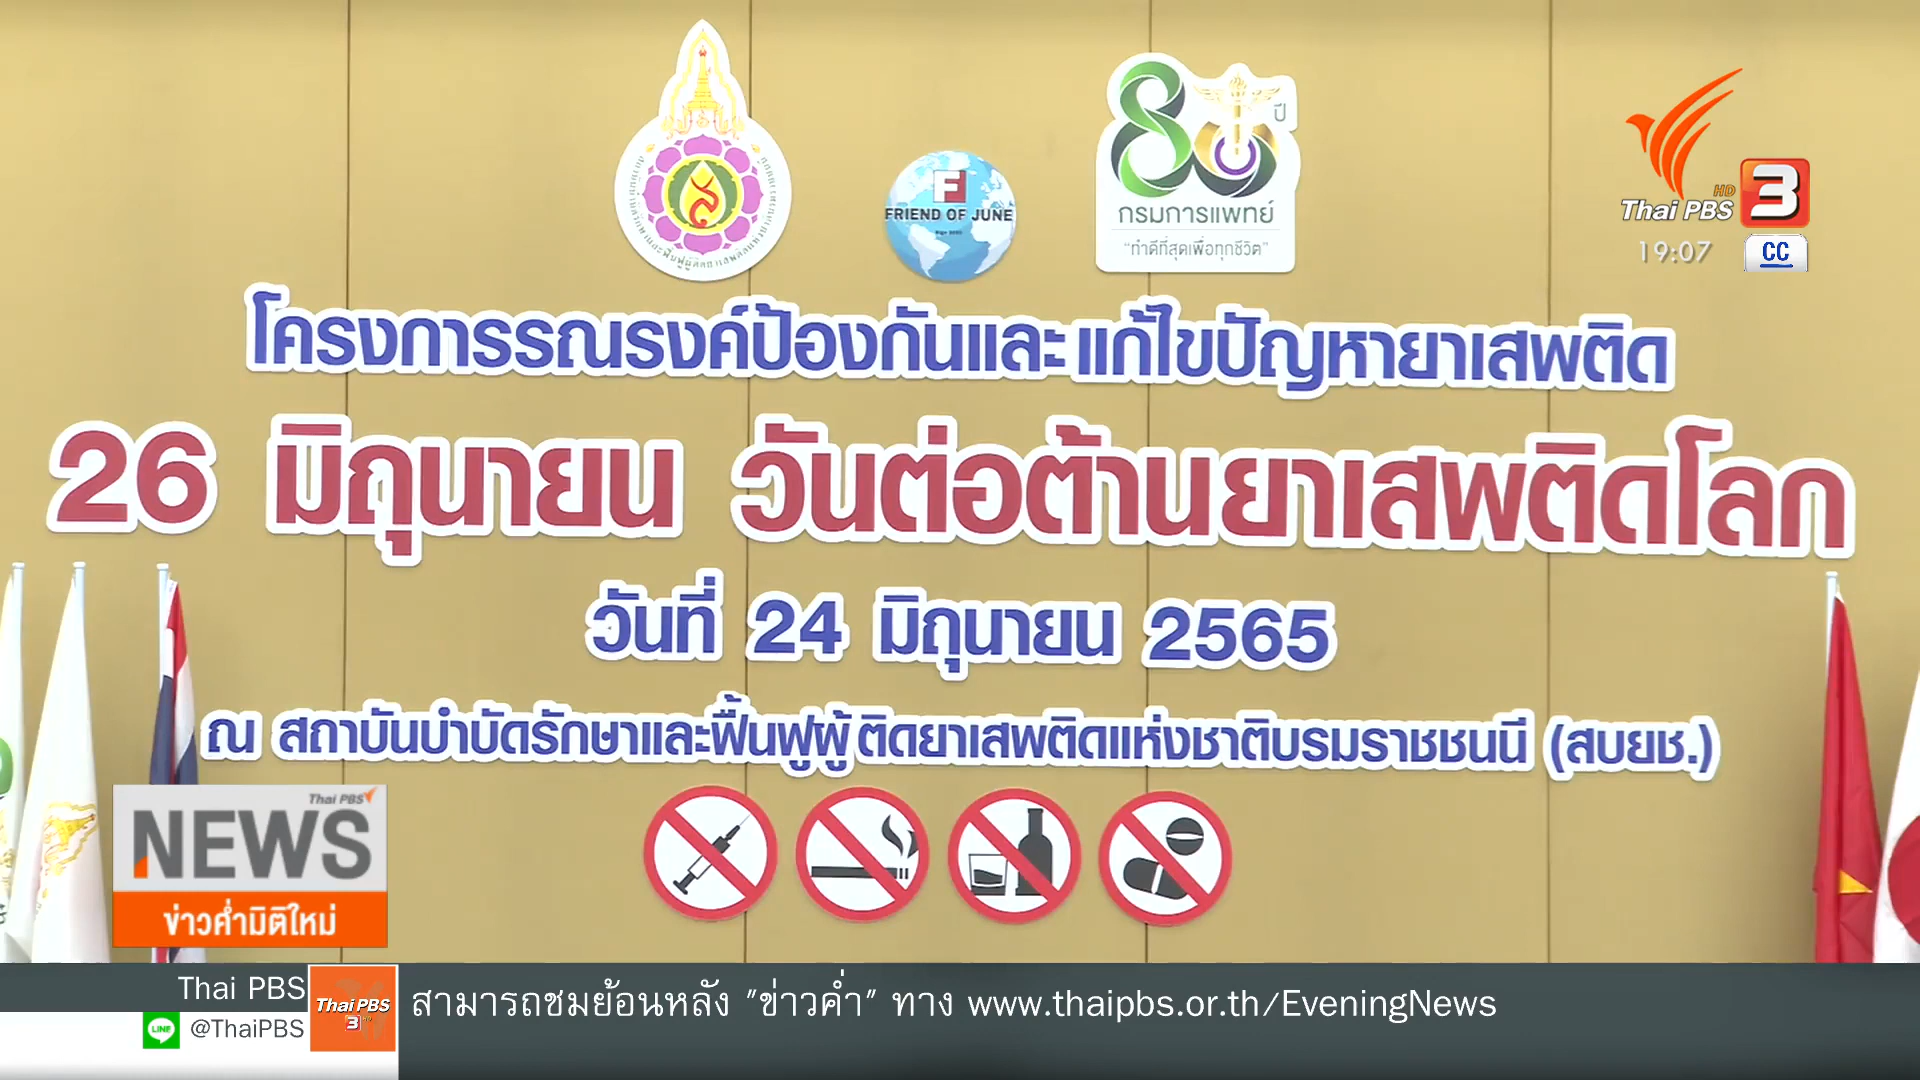 FRIEND OF JUNE
80 ปี
กรมการแพทย์
"ทำดีที่สุดเพื่อทุกชีวิต"
Thai PBS HD 3
19:07 CC
โครงการรณรงค์ป้องกันและแก้ไขปัญหายาเสพติด
26 มิถุนายน วันต่อต้านยาเสพติดโลก
วันที่ 24 มิถุนายน 2565
ณ สถาบันบำบัดรักษาและฟื้นฟูผู้ติดยาเสพติดแห่งชาติบรมราชชนนี (สบยช.)
Thai PBS
NEWS
ข่าวค่ำมิติใหม่
Thai PBS
LINE @ThaiPBS
Thai PBS 3 HD
สามารถชมย้อนหลัง "ข่าวค่ำ" ทาง www.thaipbs.or.th/EveningNews